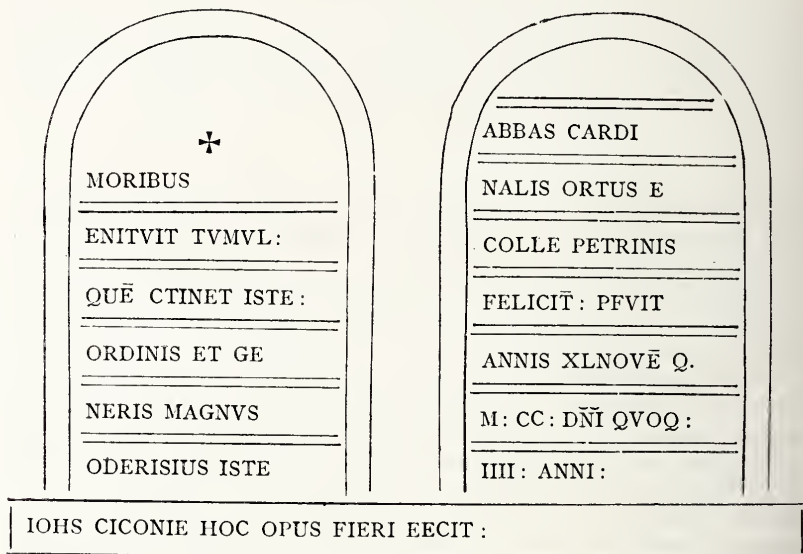 MORIBUS
ENITVIT TVMVL:
QUĒ CTINET ISTE:
ORDINIS ET GE
NERIS MAGNVS
ODERISIUS ISTE
ABBAS CARDI
NALIS ORTUS E
COLLE PETRINIS
FELICIT̄: PFVIT
ANNIS XLNOVĒ Q.
M: CC: DÑĪ QVOQ:
IIII: ANNI:
IOHS CICONIE HOC OPUS FIERI EECIT: